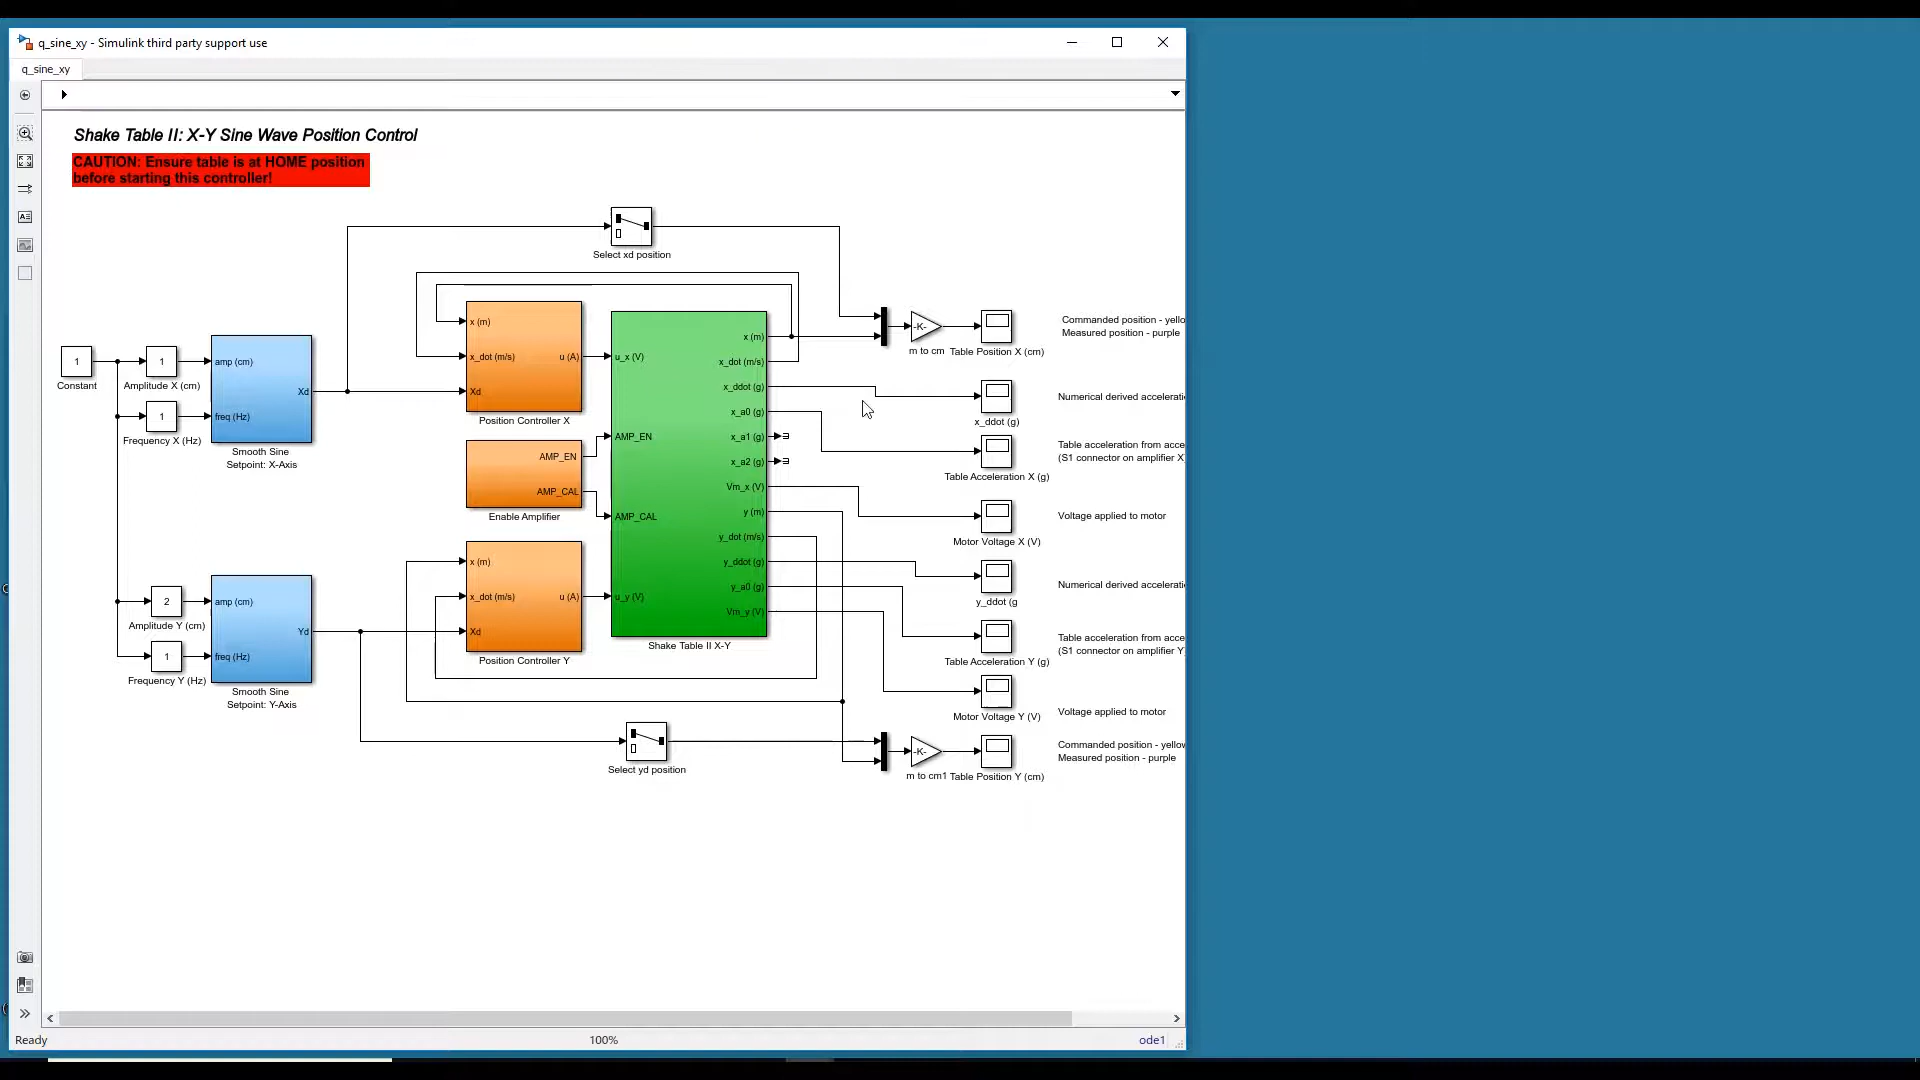 q_sine_xy - Simulink third party support use
q_sine_xy
Shake Table II: X-Y Sine Wave Position Control
CAUTION: Ensure table is at HOME position
before starting this controller!
Select xd position
1
Constant
1
Amplitude X (cm)
1
Frequency X (Hz)
amp (cm)
freq (Hz)
Xd
Smooth Sine
Setpoint: X-Axis
x (m)
x_dot (m/s)
Xd
u (A)
Position Controller X
AMP_EN
AMP_CAL
Enable Amplifier
u_x (V)
AMP_EN
AMP_CAL
u_y (V)
x (m)
x_dot (m/s)
x_ddot (g)
x_a0 (g)
x_a1 (g)
x_a2 (g)
Vm_x (V)
y (m)
y_dot (m/s)
y_ddot (g)
y_a0 (g)
Vm_y (V)
Shake Table II X-Y
2
Amplitude Y (cm)
1
Frequency Y (Hz)
amp (cm)
freq (Hz)
Yd
Smooth Sine
Setpoint: Y-Axis
x (m)
x_dot (m/s)
Xd
u (A)
Position Controller Y
Select yd position
-K-
m to cm
Table Position X (cm)
Commanded position - yello
Measured position - purple
x_ddot (g)
Numerical derived accelerati
Table Acceleration X (g)
Table acceleration from acce
(S1 connector on amplifier X
Motor Voltage X (V)
Voltage applied to motor
y_ddot (g
Numerical derived accelerati
Table Acceleration Y (g)
Table acceleration from acce
(S1 connector on amplifier Y
Motor Voltage Y (V)
Voltage applied to motor
-K-
m to cm1
Table Position Y (cm)
Commanded position - yellow
Measured position - purple
Ready
100%
ode1